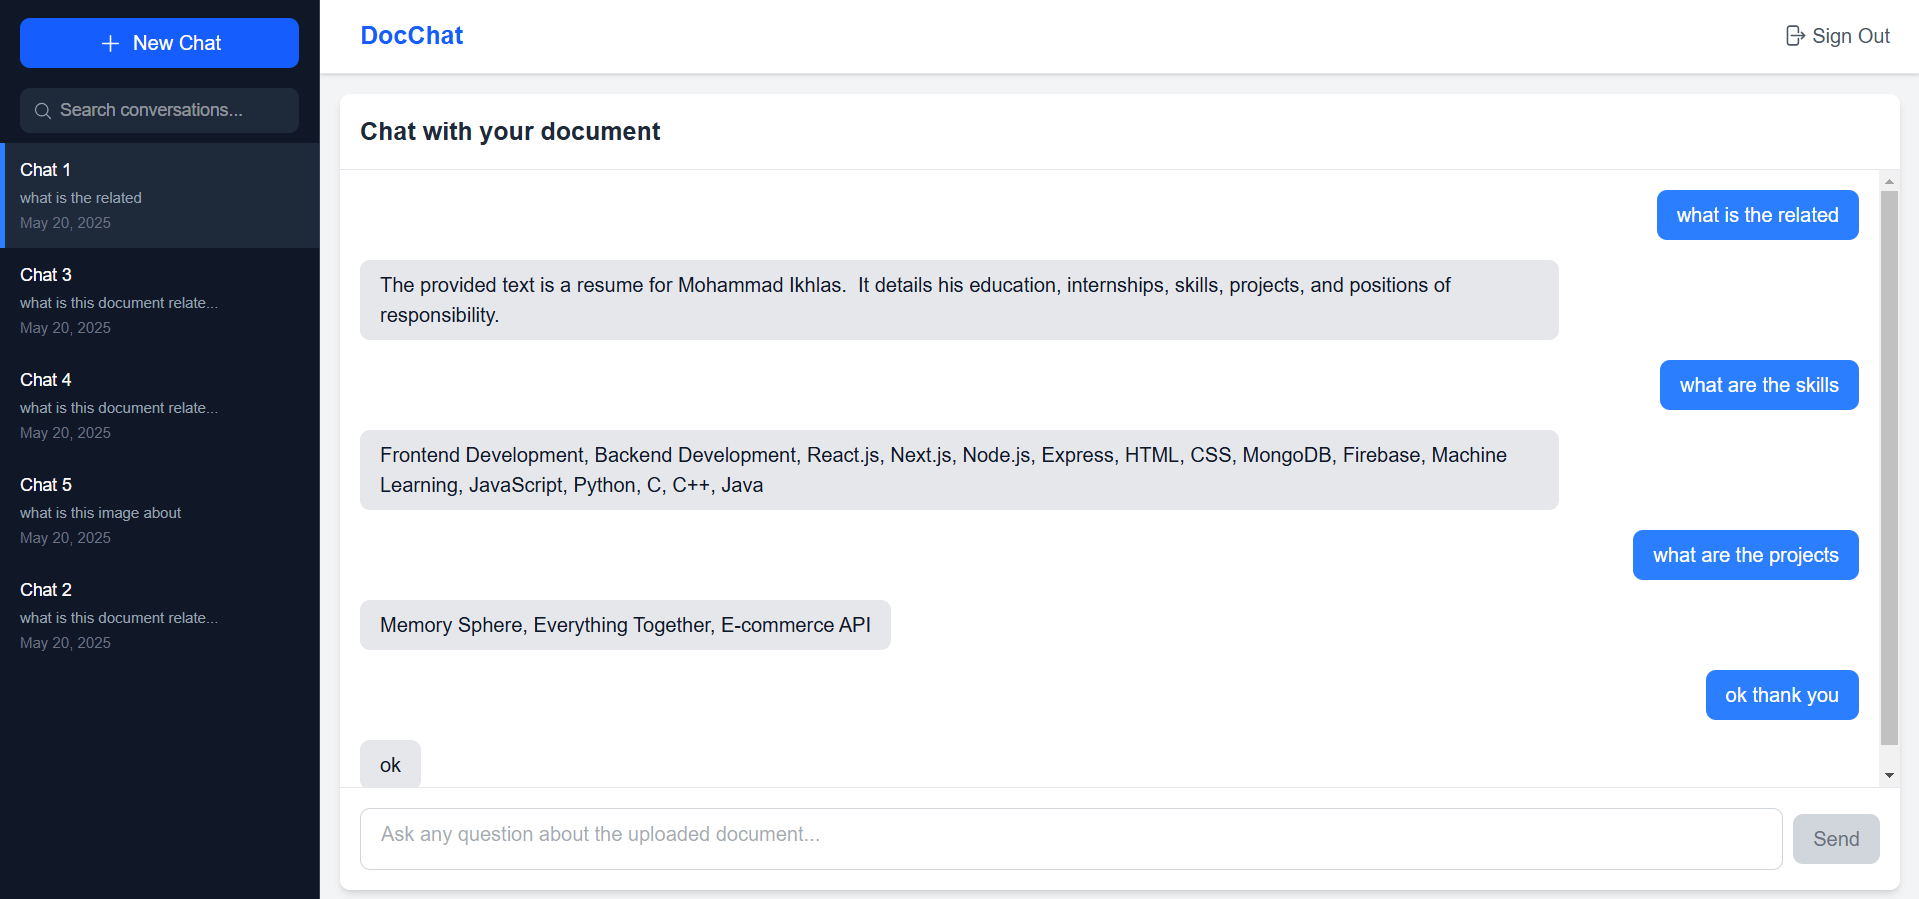 New Chat
Search conversations...
Chat 1
what is the related
May 20, 2025
Chat 3
what is this document relate...
May 20, 2025
Chat 4
what is this document relate...
May 20, 2025
Chat 5
what is this image about
May 20, 2025
Chat 2
what is this document relate...
May 20, 2025
DocChat
Sign Out
Chat with your document
what is the related
The provided text is a resume for Mohammad Ikhlas.  It details his education, internships, skills, projects, and positions of
responsibility.
what are the skills
Frontend Development, Backend Development, React.js, Next.js, Node.js, Express, HTML, CSS, MongoDB, Firebase, Machine
Learning, JavaScript, Python, C, C++, Java
what are the projects
Memory Sphere, Everything Together, E-commerce API
ok thank you
ok
Ask any question about the uploaded document...
Send